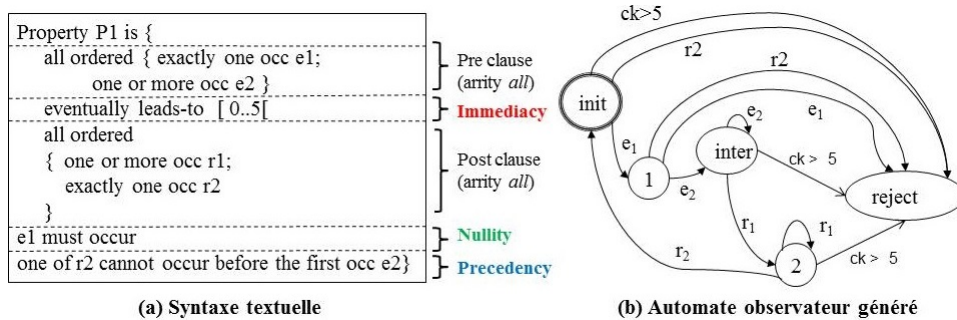 Property P1 is {
all ordered { exactly one occ e1;
one or more occ e2 }
eventually leads-to [ 0..5[
all ordered
{ one or more occ r1;
exactly one occ r2
}
e1 must occur
one of r2 cannot occur before the first occ e2}
Pre clause
(arrity all)
Immediacy
Post clause
(arrity all)
Nullity
Precedency
(a) Syntaxe textuelle
ck>5
r2
init
r2
e1
e2
e1
inter
1
e2
ck > 5
reject
r1
r1
r2
2
ck > 5
(b) Automate observateur généré